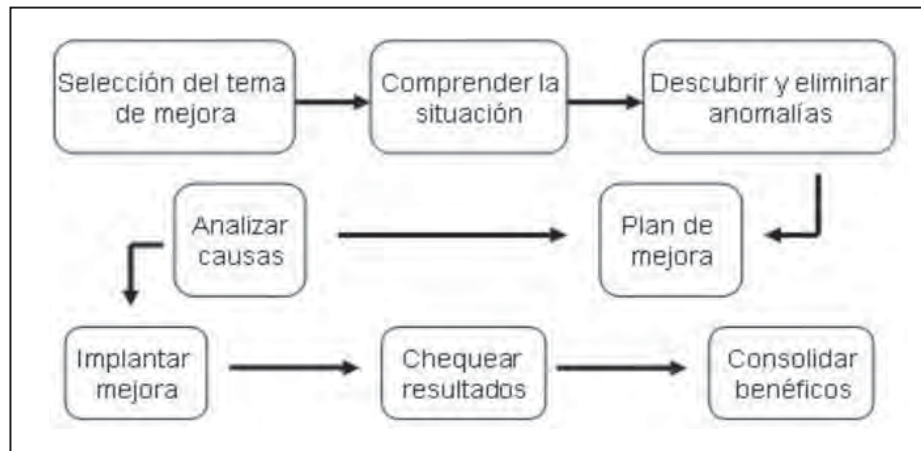 Selección del tema
de mejora
Comprender la
situación
Descubrir y eliminar
anomalías
Analizar
causas
Plan de
mejora
Implantar
mejora
Chequear
resultados
Consolidar
benéficos